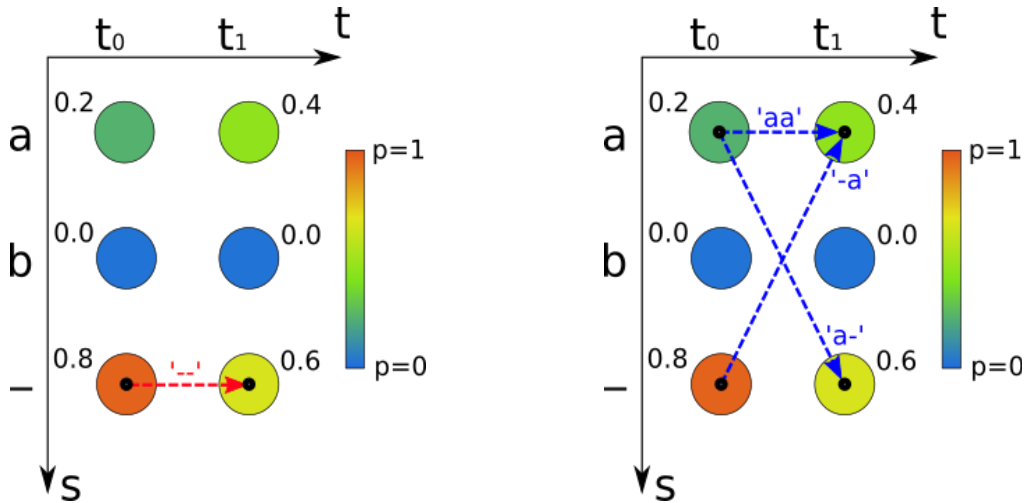 t₀ t₁ t
0.2 0.4
a
p=1
0.0 0.0
b
0.8 '--' 0.6
p=0
–
s
t₀ t₁ t
0.2 'aa' 0.4
a
p=1
'-a'
0.0 0.0
b
'a-'
0.8 0.6
p=0
–
s